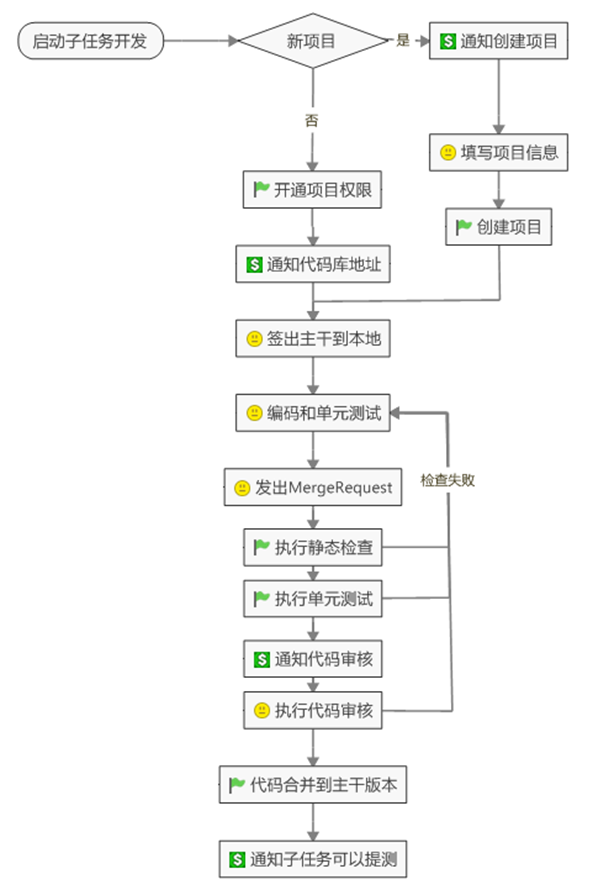 启动子任务开发
新项目
是
通知创建项目
否
填写项目信息
开通项目权限
创建项目
通知代码库地址
签出主干到本地
编码和单元测试
检查失败
发出MergeRequest
执行静态检查
执行单元测试
通知代码审核
执行代码审核
代码合并到主干版本
通知子任务可以提测